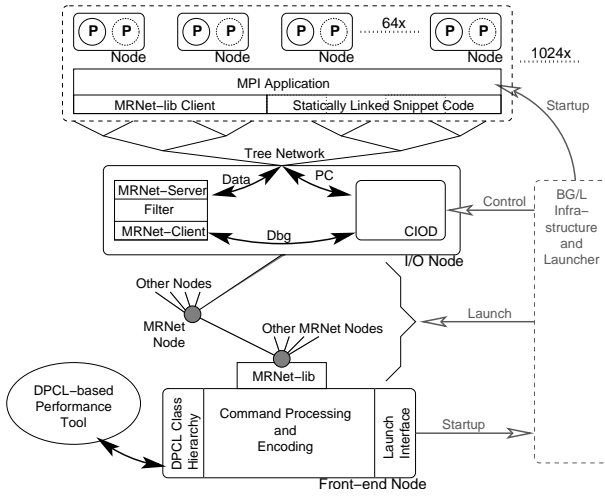 P P P P P P P P
64x
Node Node Node Node
1024x
MPI Application
MRNet-lib Client Statically Linked Snippet Code
Startup
Tree Network
Data PC
MRNet-Server
Filter
MRNet-Client
Dbg
CIOD
I/O Node
Control
BG/L
Infra-
structure
and
Launcher
Other Nodes
MRNet
Node
Other MRNet Nodes
Launch
MRNet-lib
DPCL-based
Performance
Tool
DPCL Class
Hierarchy
Command Processing
and
Encoding
Launch
Interface
Startup
Front-end Node